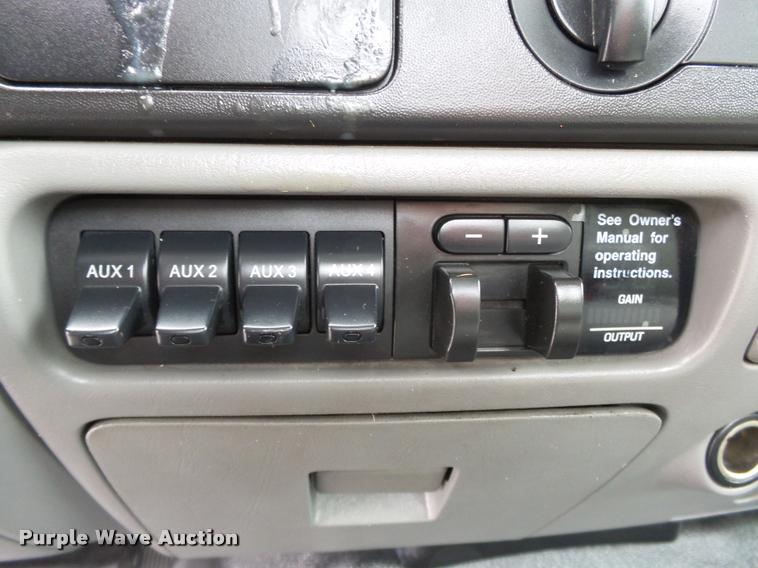 AUX 1 AUX 2 AUX 3 AUX 4
− +
See Owner's
Manual for
operating
instructions.
GAIN
OUTPUT
Purple Wave Auction